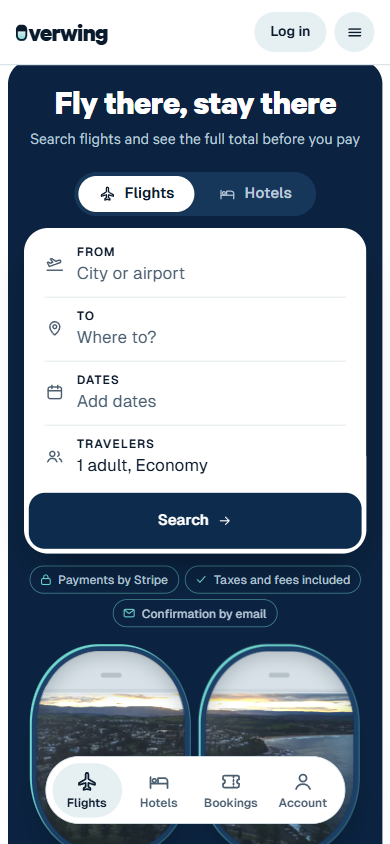 overwing
Log in
Fly there, stay there
Search flights and see the full total before you pay
Flights
Hotels
FROM
City or airport
TO
Where to?
DATES
Add dates
TRAVELERS
1 adult, Economy
Search →
Payments by Stripe
Taxes and fees included
Confirmation by email
Flights
Hotels
Bookings
Account